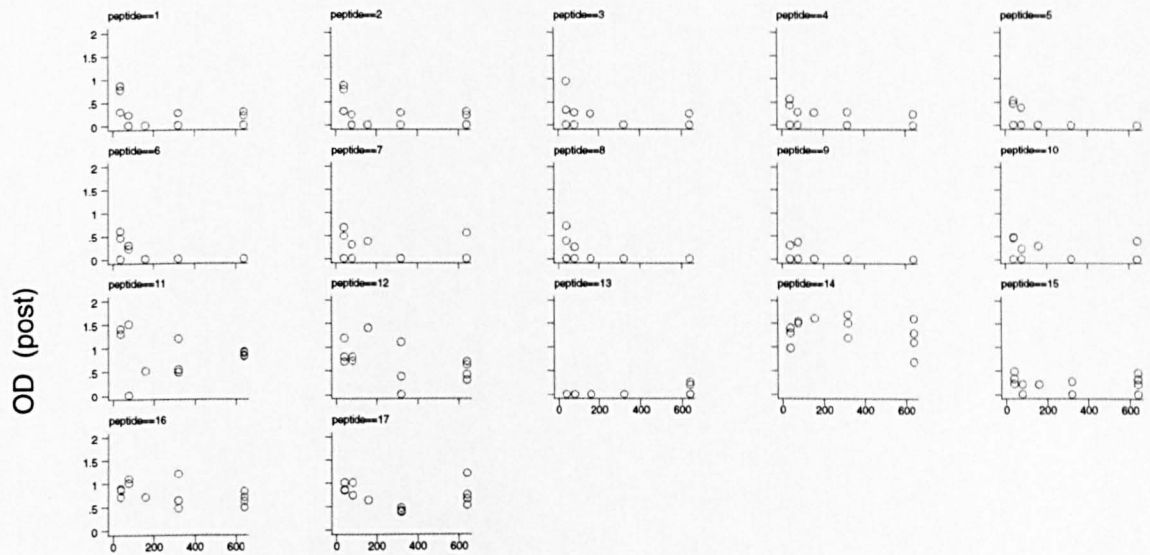 peptide==1 peptide==2 peptide==3 peptide==4 peptide==5
2
1.5
1
.5
0
peptide==6 peptide==7 peptide==8 peptide==9 peptide==10
2
1.5
1
.5
0
peptide==11 peptide==12 peptide==13 peptide==14 peptide==15
2
1.5
1
.5
0
0 200 400 600 0 200 400 600 0 200 400 600
peptide==16 peptide==17
2
1.5
1
.5
0
0 200 400 600 0 200 400 600
OD (post)